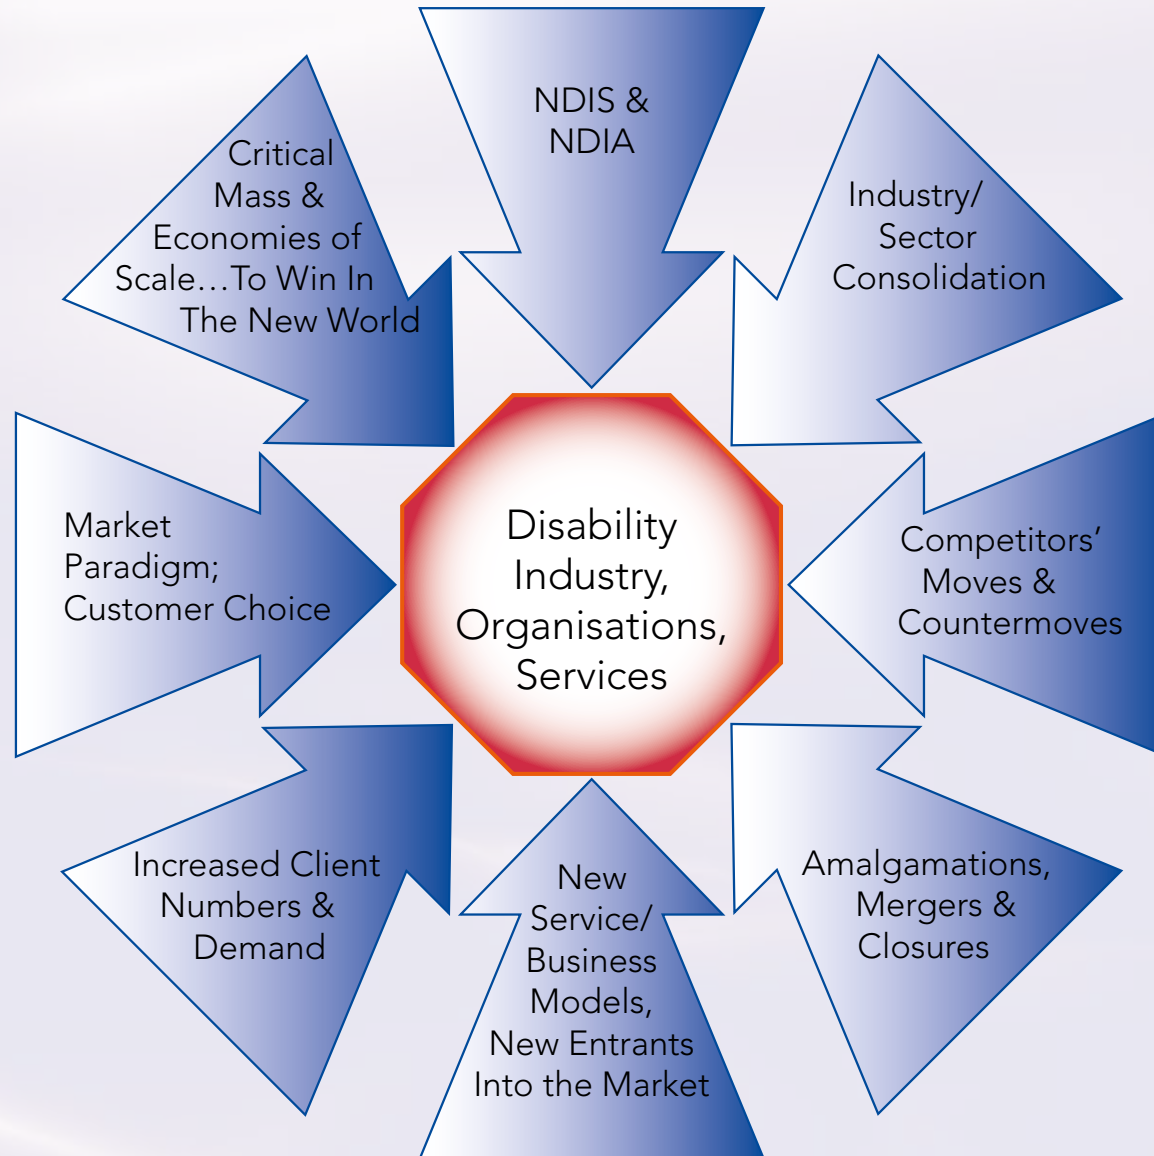 NDIS &
NDIA
Critical
Mass &
Economies of
Scale…To Win In
The New World
Industry/
Sector
Consolidation
Market
Paradigm;
Customer Choice
Disability
Industry,
Organisations,
Services
Competitors’
Moves &
Countermoves
Increased Client
Numbers &
Demand
New
Service/
Business
Models,
New Entrants
Into the Market
Amalgamations,
Mergers &
Closures